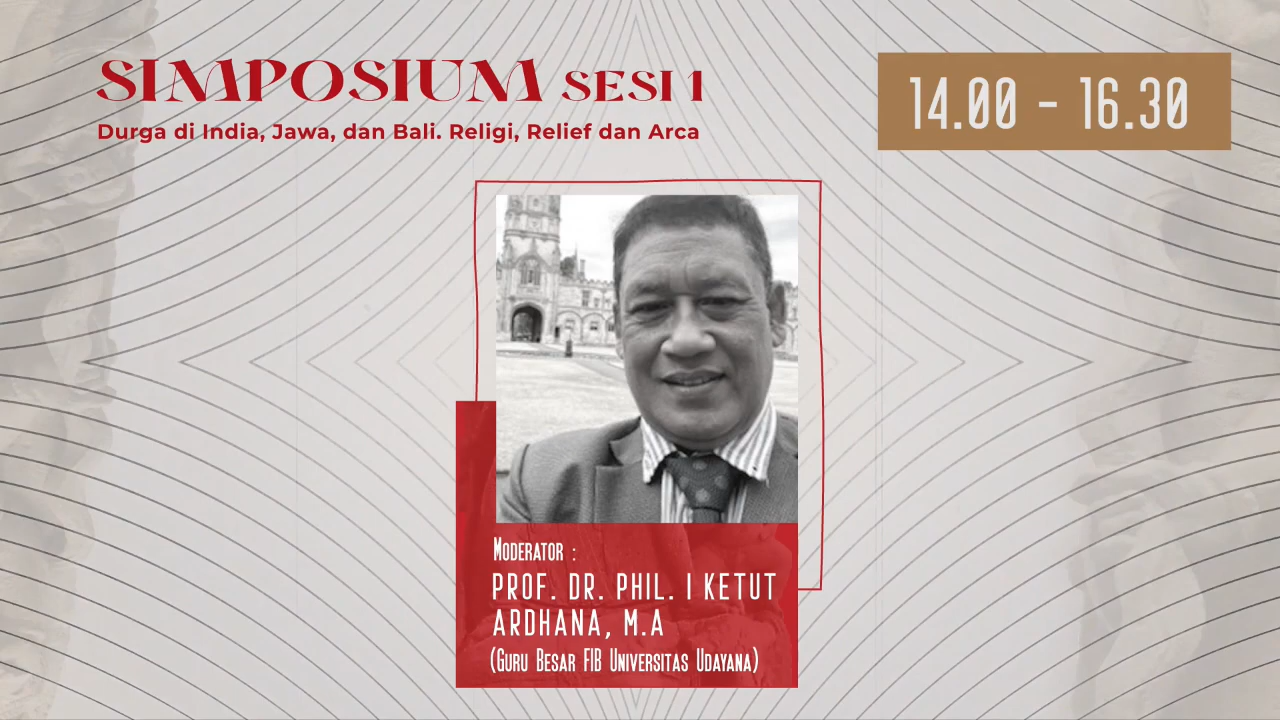 SIMPOSIUM SESI 1
Durga di India, Jawa, dan Bali. Religi, Relief dan Arca
14.00 - 16.30
MODERATOR :
PROF. DR. PHIL. I KETUT
ARDHANA, M.A
(GURU BESAR FIB UNIVERSITAS UDAYANA)